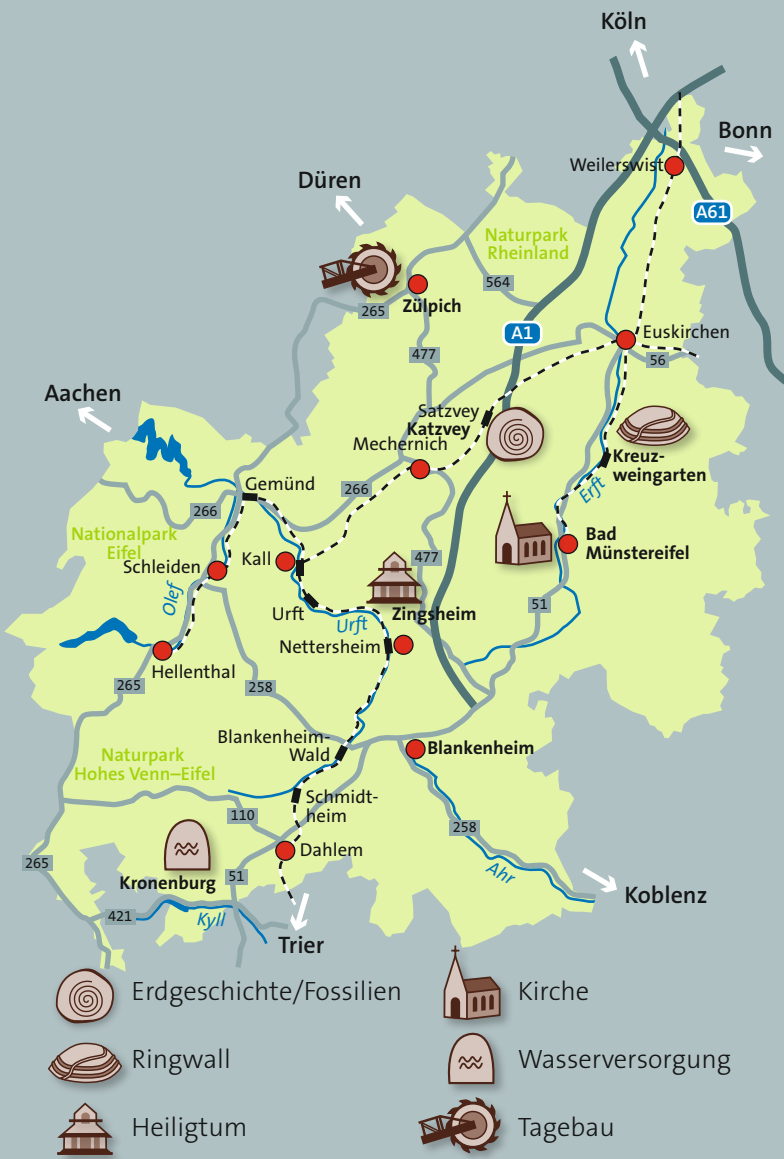 Köln
Bonn
Weilerswist
A61
Düren
Naturpark
Rheinland
265
Zülpich
564
A1
Euskirchen
56
477
Aachen
Satzvey
Katzvey
Mechernich
Kreuz-
weingarten
Erft
Gemünd
266
266
Nationalpark
Eifel
Schleiden
Kall
477
Bad
Münstereifel
Olef
Urft
Urft
Zingsheim
51
Nettersheim
Hellenthal
265
258
Blankenheim-
Wald
Blankenheim
Naturpark
Hohes Venn–Eifel
Schmidt-
heim
110
258
Dahlem
265
Kronenburg
51
Ahr
Koblenz
421
Kyll
Trier
Erdgeschichte/Fossilien
Kirche
Ringwall
Wasserversorgung
Heiligtum
Tagebau